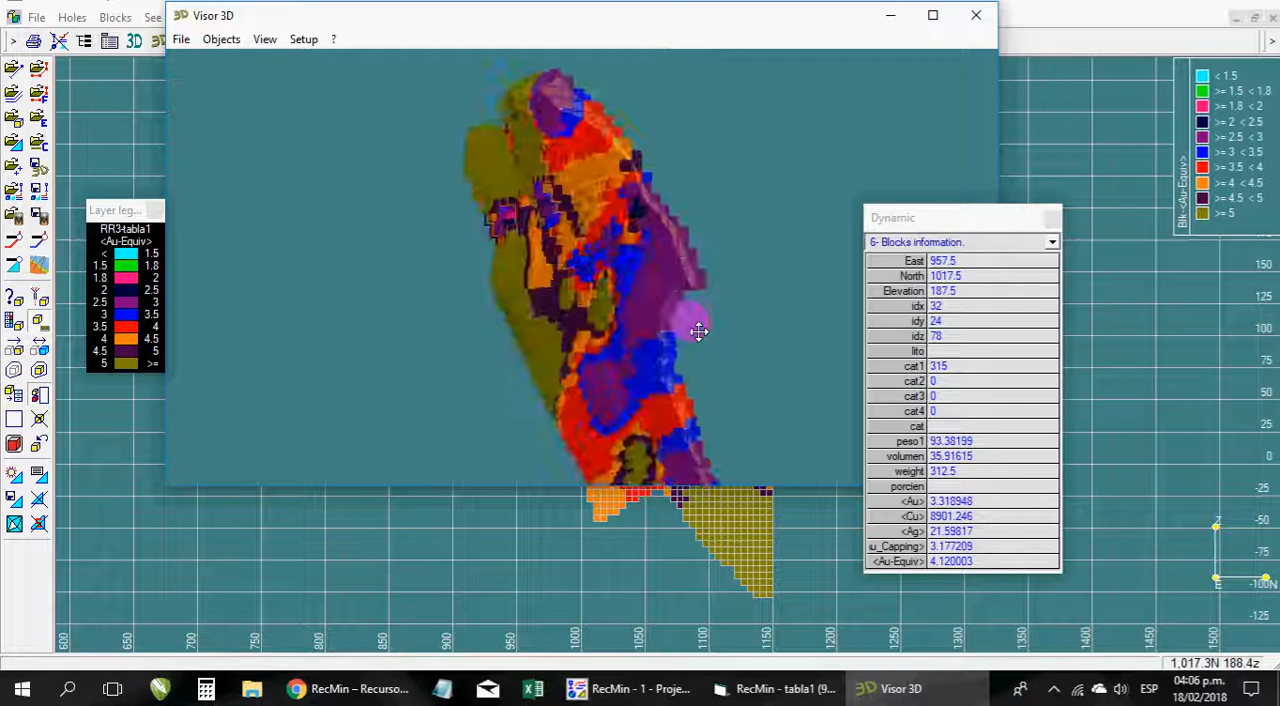 File Holes Blocks See
3D
3D Visor 3D
File Objects View Setup ?
< 1.5
>= 1.5 < 1.8
>= 1.8 < 2
>= 2 < 2.5
>= 2.5 < 3
>= 3 < 3.5
>= 3.5 < 4
>= 4 < 4.5
>= 4.5 < 5
>= 5
Blk <Au-Equiv>
Layer leg...
RR3-tabla1
<Au-Equiv>
< 1.5
1.5 1.8
1.8 2
2 2.5
2.5 3
3 3.5
3.5 4
4 4.5
4.5 5
5 >=
Dynamic
6- Blocks information.
East 957.5
North 1017.5
Elevation 187.5
idx 32
idy 24
idz 78
lito
cat1 315
cat2 0
cat3 0
cat4 0
cat
peso1 93.38199
volumen 35.91615
weight 312.5
porcien
<Au> 3.318948
<Cu> 8901.246
<Ag> 21.59817
u_Capping> 3.177209
<Au-Equiv> 4.120003
150
125
100
75
50
25
0
-25
-50
-75
-100N
-125
Z
E
600 650 700 750 800 850 900 950 1000 1050 1100 1150 1200 1250 1300 1350 1400 1450 1500
1,017.3N 188.4z
RecMin – Recurso...
RecMin - 1 - Proje...
RecMin - tabla1 (9...
3D Visor 3D
ESP
04:06 p.m.
18/02/2018